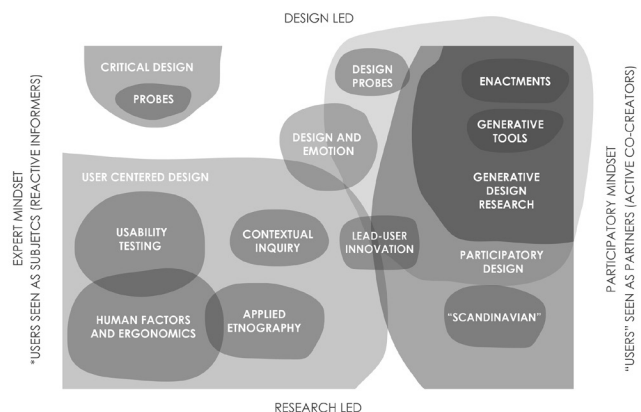 DESIGN LED
CRITICAL DESIGN
PROBES
DESIGN
PROBES
ENACTMENTS
GENERATIVE
TOOLS
DESIGN AND
EMOTION
GENERATIVE
DESIGN
RESEARCH
USER CENTERED DESIGN
USABILITY
TESTING
CONTEXTUAL
INQUIRY
LEAD-USER
INNOVATION
PARTICIPATORY
DESIGN
HUMAN FACTORS
AND ERGONOMICS
APPLIED
ETNOGRAPHY
"SCANDINAVIAN"
RESEARCH LED
EXPERT MINDSET
"USERS SEEN AS SUBJETCS (REACTIVE INFORMERS)
PARTICIPATORY MINDSET
"USERS" SEEN AS PARTNERS (ACTIVE CO-CREATORS)